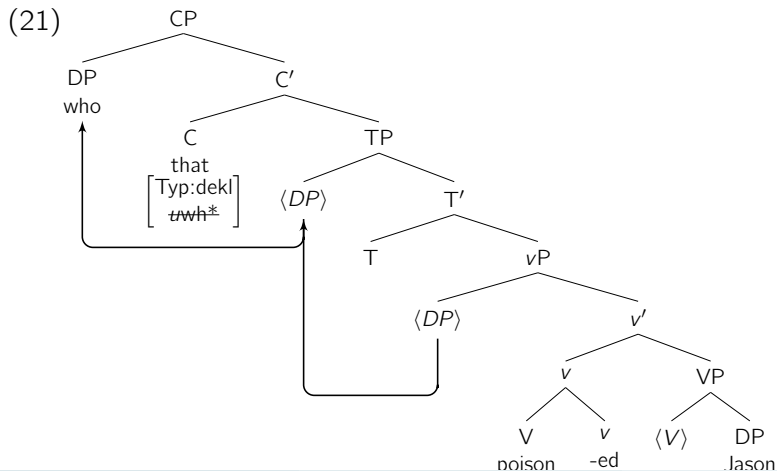 (21)
CP
DP C′
who
C TP
that
Typ:dekl ⟨DP⟩ T′
uwh*
T vP
⟨DP⟩ v′
v VP
V v ⟨V⟩ DP
poison -ed Jason